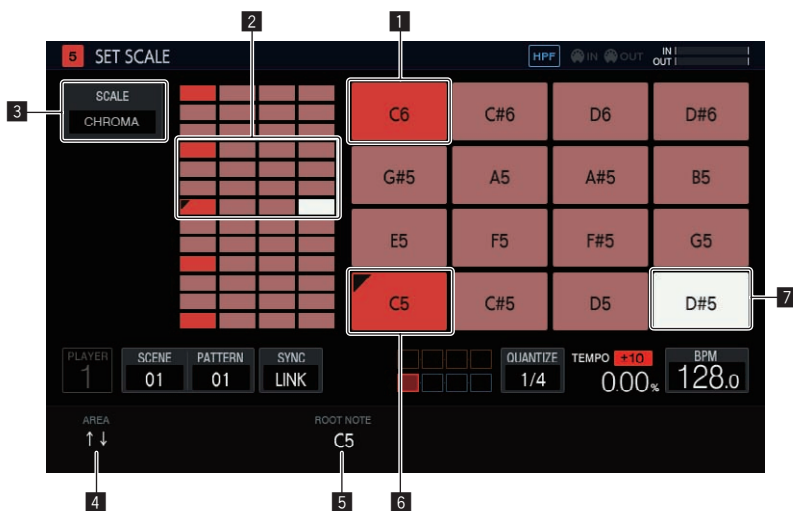 2
1
5 SET SCALE
HPF IN OUT IN
OUT
SCALE
CHROMA
3
C6 C#6 D6 D#6
G#5 A5 A#5 B5
E5 F5 F#5 G5
C5 C#5 D5 D#5
7
PLAYER
1
SCENE
01
PATTERN
01
SYNC
LINK
QUANTIZE
1/4
TEMPO +10
0.00%
BPM
128.0
AREA
↑↓
ROOT NOTE
C5
4
5
6